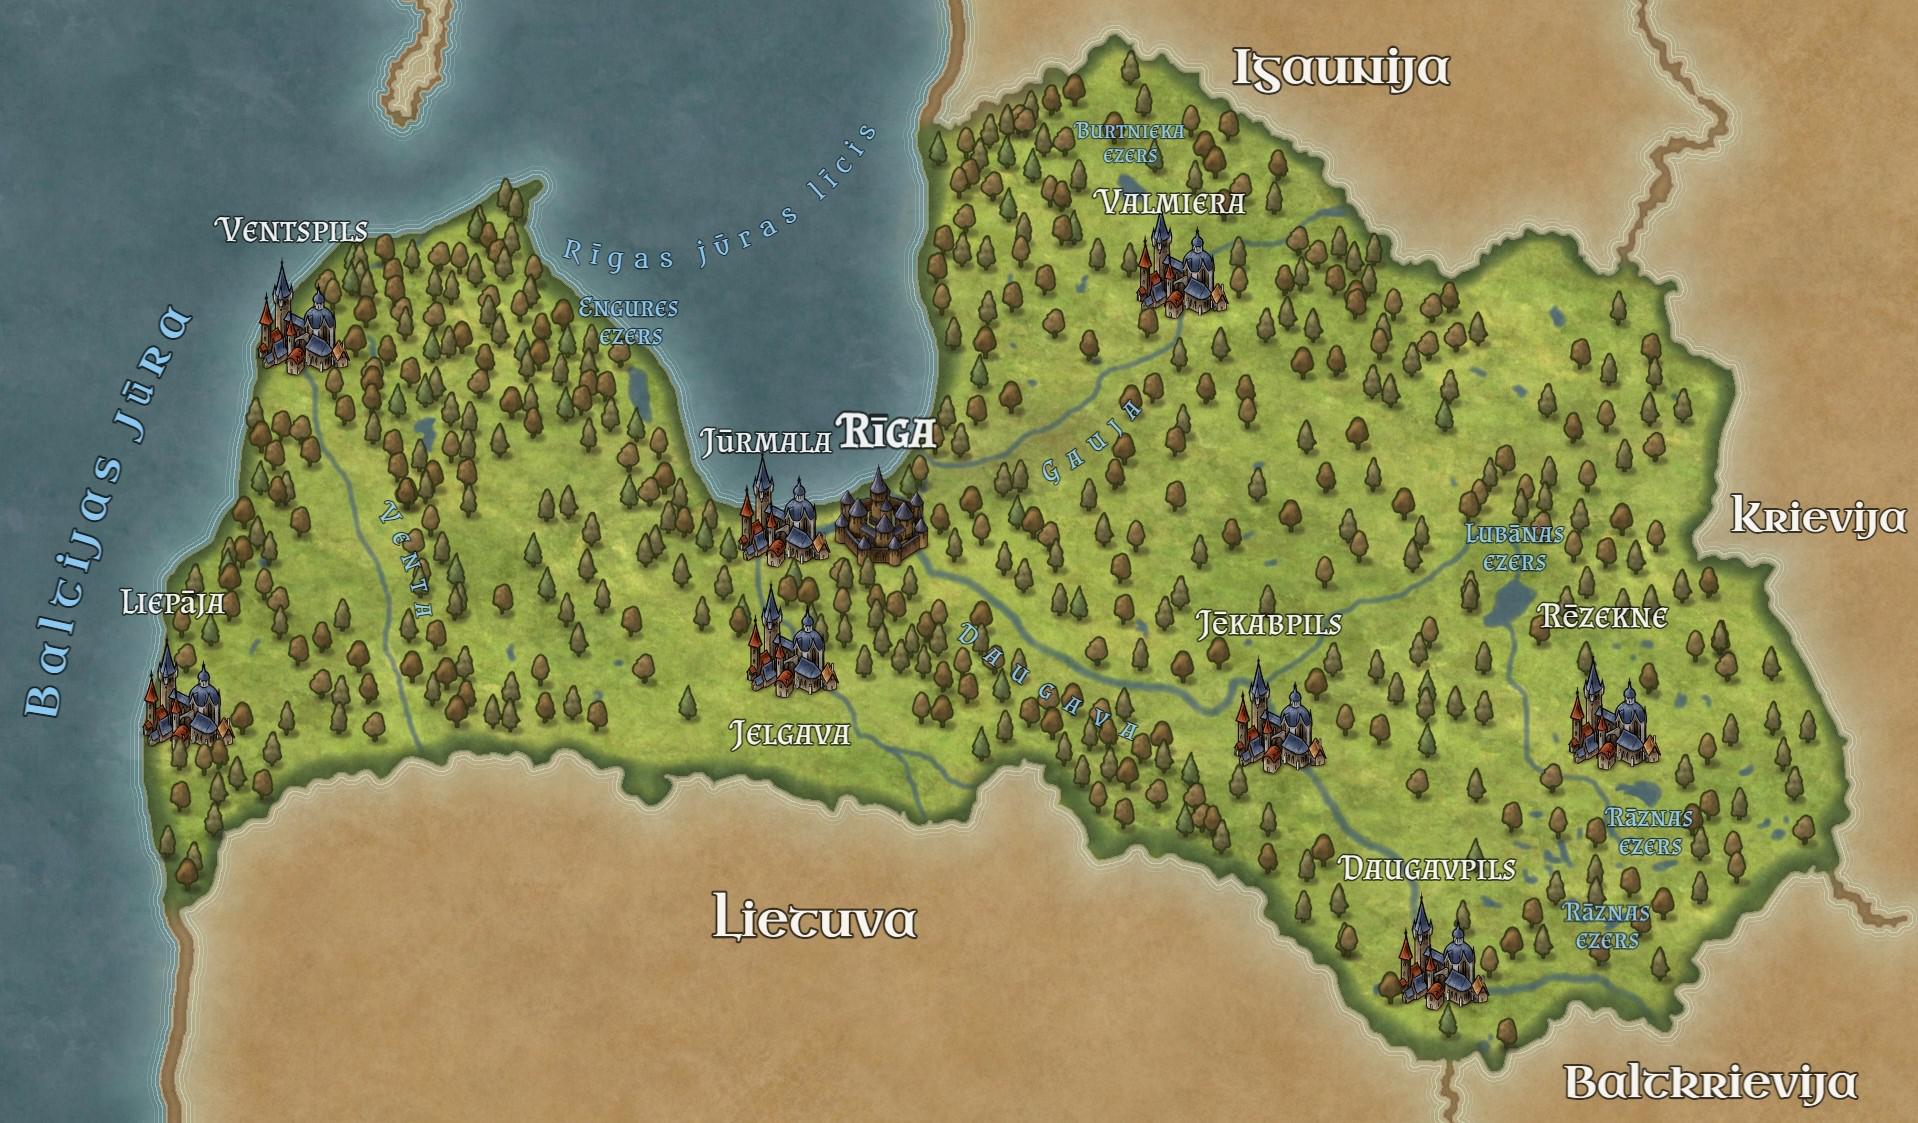 Igaunija
Burtnieka
ezers
Valmiera
Ventspils
Rīgas jūras līcis
Engures
ezers
Baltijas Jūra
Jūrmala
Rīga
Gauja
Venta
Krievija
Lubānas
ezers
Liepāja
Jēkabpils
Rēzekne
Daugava
Jelgava
Rāznas
ezers
Daugavpils
Lietuva
Rāznas
ezers
Baltkrievija